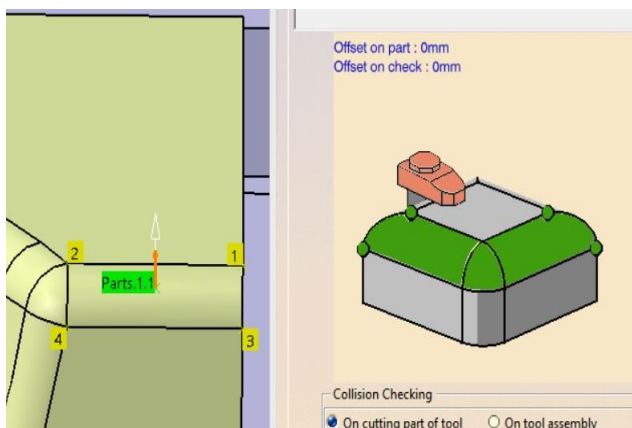 Offset on part : 0mm
Offset on check : 0mm
2
1
Parts.1.1
4
3
Collision Checking
On cutting part of tool
On tool assembly